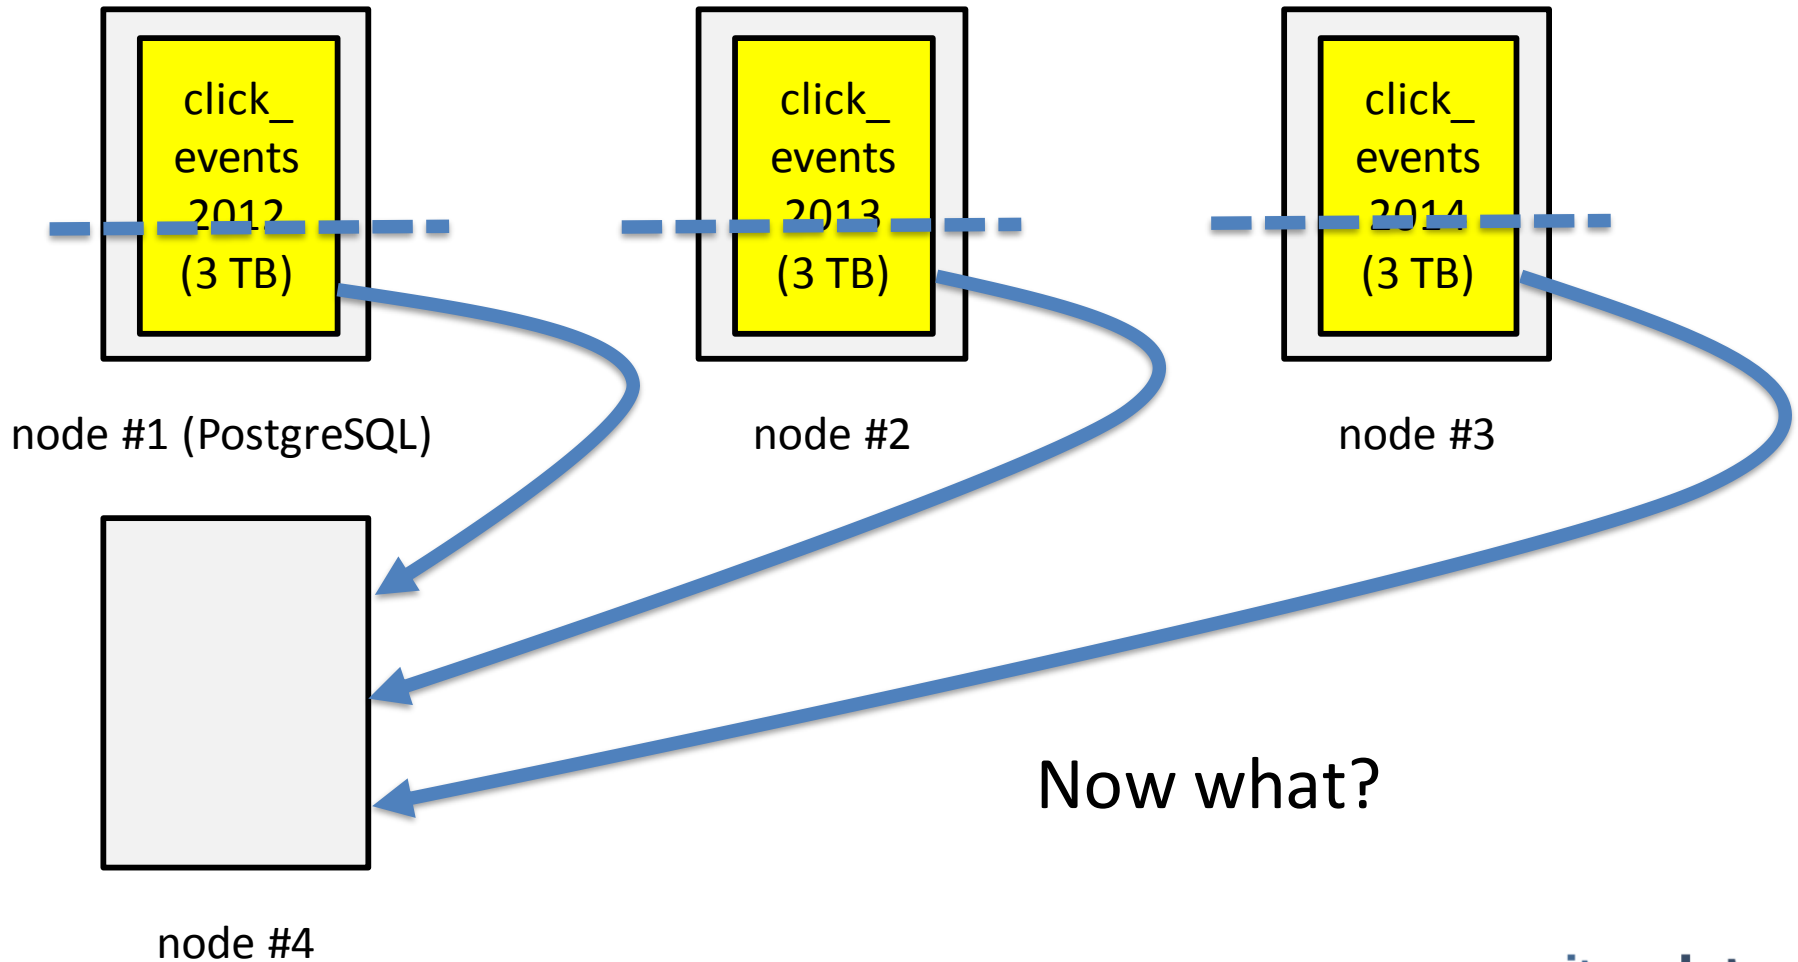 click_
events
2012
(3 TB)
click_
events
2013
(3 TB)
click_
events
2014
(3 TB)
node #1 (PostgreSQL)
node #2
node #3
Now what?
node #4